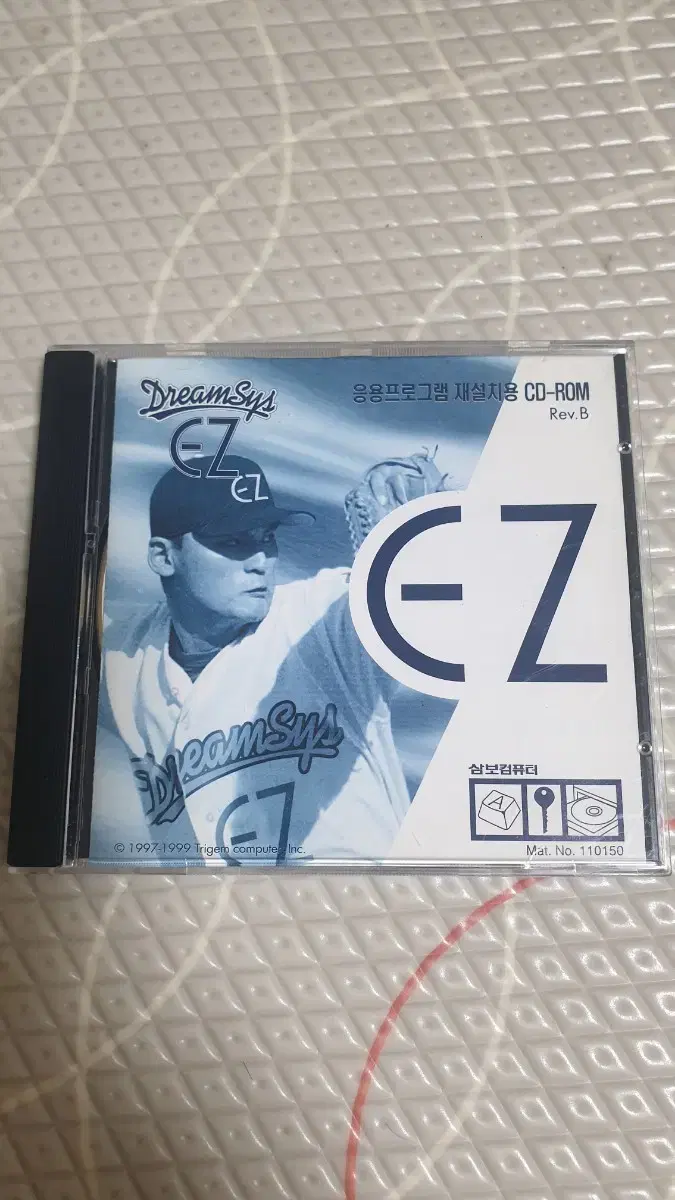 DreamSys
EZ
EZ
응용프로그램 재설치용 CD-ROM
Rev.B
EZ
DreamSys
EZ
삼보컴퓨터
A
© 1997-1999 Trigem computer, Inc.
Mat. No. 110150